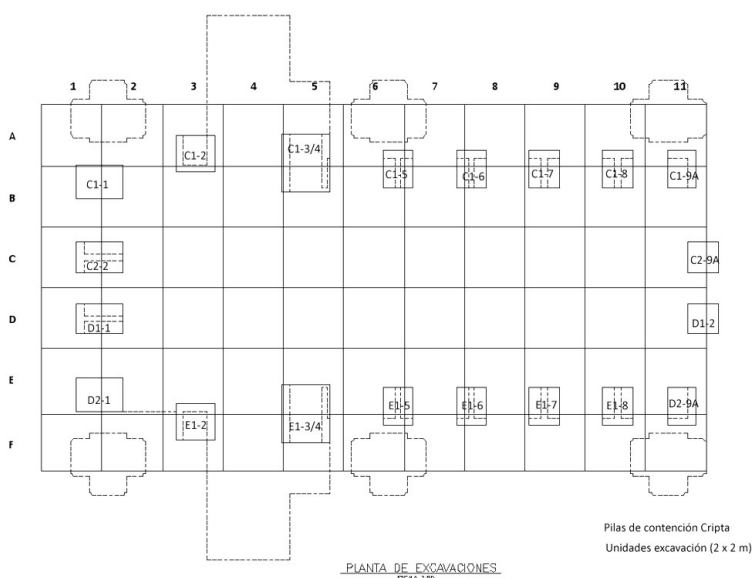 1 2 3 4 5 6 7 8 9 10 11
A
C1-2 C1-3/4
C1-5 C1-6 C1-7 C1-8 C1-9A
C1-1
B
C
C2-2 C2-9A
D
D1-1 D1-2
E
D2-1 E1-5 E1-6 E1-7 E1-8 D2-9A
E1-2 E1-3/4
F
Pilas de contención Cripta
Unidades excavación (2 x 2 m)
PLANTA DE EXCAVACIONES